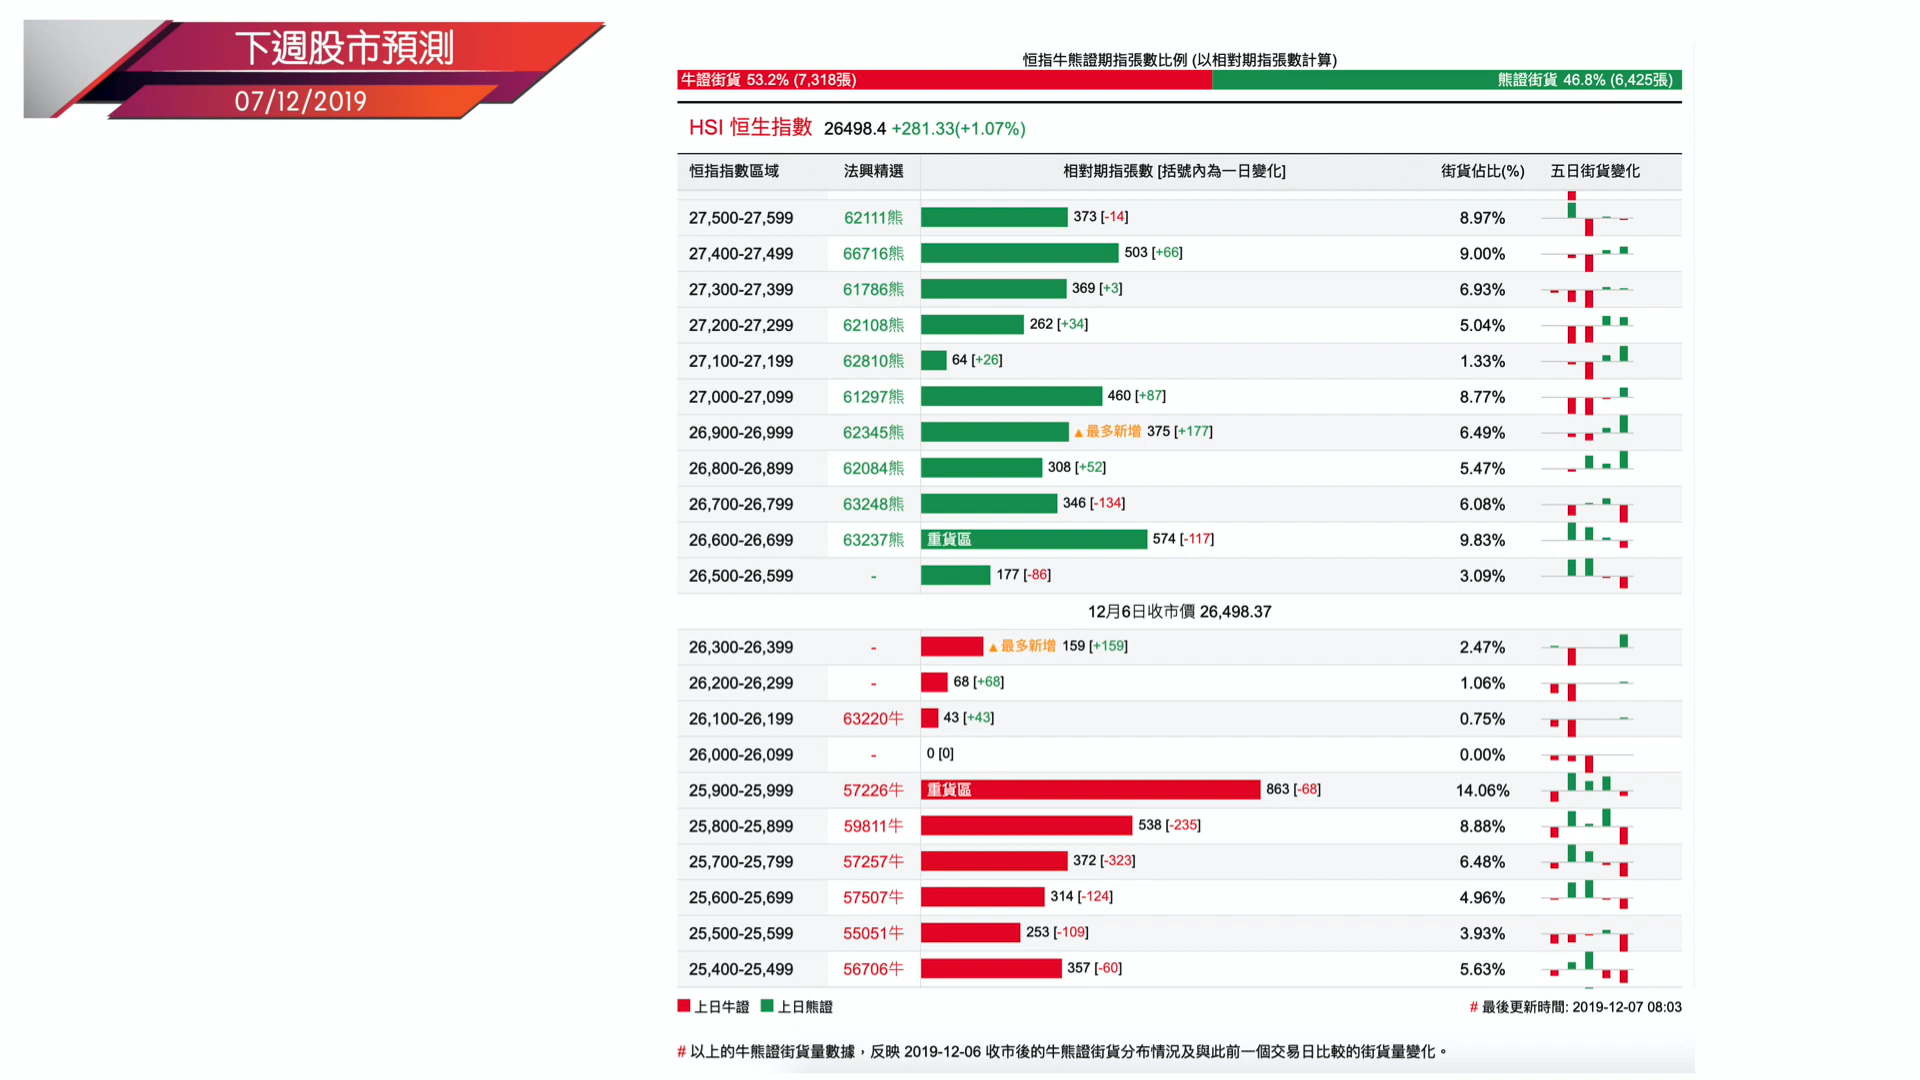 下週股市預測
07/12/2019
恒指牛熊證期指張數比例 (以相對期指張數計算)
牛證街貨 53.2% (7,318張) 熊證街貨 46.8% (6,425張)
HSI 恒生指數 26498.4 +281.33(+1.07%)
恒指指數區域 法興精選 相對期指張數 [括號內為一日變化] 街貨佔比(%) 五日街貨變化
27,500-27,599 62111熊 373 [-14] 8.97%
27,400-27,499 66716熊 503 [+66] 9.00%
27,300-27,399 61786熊 369 [+3] 6.93%
27,200-27,299 62108熊 262 [+34] 5.04%
27,100-27,199 62810熊 64 [+26] 1.33%
27,000-27,099 61297熊 460 [+87] 8.77%
26,900-26,999 62345熊 ▲最多新增 375 [+177] 6.49%
26,800-26,899 62084熊 308 [+52] 5.47%
26,700-26,799 63248熊 346 [-134] 6.08%
26,600-26,699 63237熊 重貨區 574 [-117] 9.83%
26,500-26,599 - 177 [-86] 3.09%
12月6日收市價 26,498.37
26,300-26,399 - ▲最多新增 159 [+159] 2.47%
26,200-26,299 - 68 [+68] 1.06%
26,100-26,199 63220牛 43 [+43] 0.75%
26,000-26,099 - 0 [0] 0.00%
25,900-25,999 57226牛 重貨區 863 [-68] 14.06%
25,800-25,899 59811牛 538 [-235] 8.88%
25,700-25,799 57257牛 372 [-323] 6.48%
25,600-25,699 57507牛 314 [-124] 4.96%
25,500-25,599 55051牛 253 [-109] 3.93%
25,400-25,499 56706牛 357 [-60] 5.63%
上日牛證 上日熊證 # 最後更新時間: 2019-12-07 08:03
# 以上的牛熊證街貨量數據，反映 2019-12-06 收市後的牛熊證街貨分布情況及與此前一個交易日比較的街貨量變化。